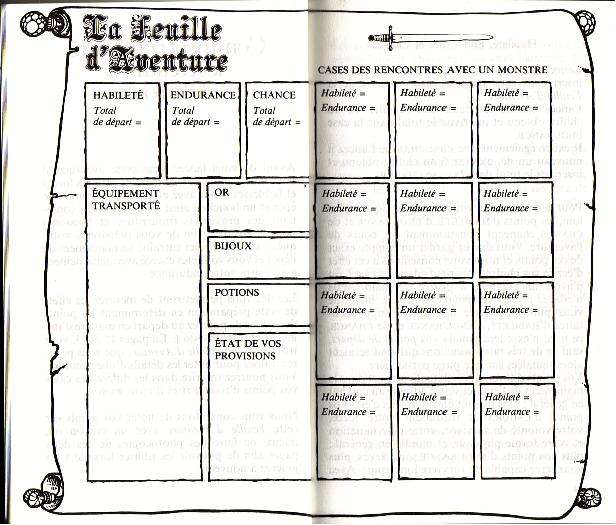 La Feuille
d'Aventure
HABILETÉ
Total
de départ =
ENDURANCE
Total
de départ =
CHANCE
Total
de départ =
ÉQUIPEMENT
TRANSPORTÉ
OR
BIJOUX
POTIONS
ÉTAT DE VOS
PROVISIONS
CASES DES RENCONTRES AVEC UN MONSTRE
Habileté =
Endurance =
Habileté =
Endurance =
Habileté =
Endurance =
Habileté =
Endurance =
Habileté =
Endurance =
Habileté =
Endurance =
Habileté =
Endurance =
Habileté =
Endurance =
Habileté =
Endurance =
Habileté =
Endurance =
Habileté =
Endurance =
Habileté =
Endurance =